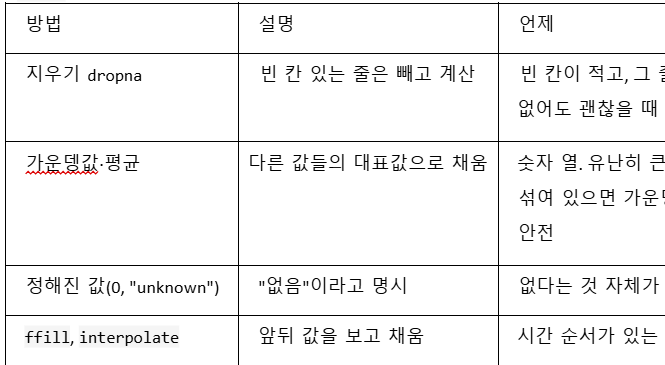 방법 설명 언제
지우기 dropna 빈 칸 있는 줄은 빼고 계산 빈 칸이 적고, 그
없어도 괜찮을 때
가운뎅값·평균 다른 값들의 대표값으로 채움 숫자 열. 유난히 큰
섞여 있으면
안전
정해진 값(0, "unknown") "없음"이라고 명시 없다는 것 자체가
ffill, interpolate 앞뒤 값을 보고 채움 시간 순서가 있는